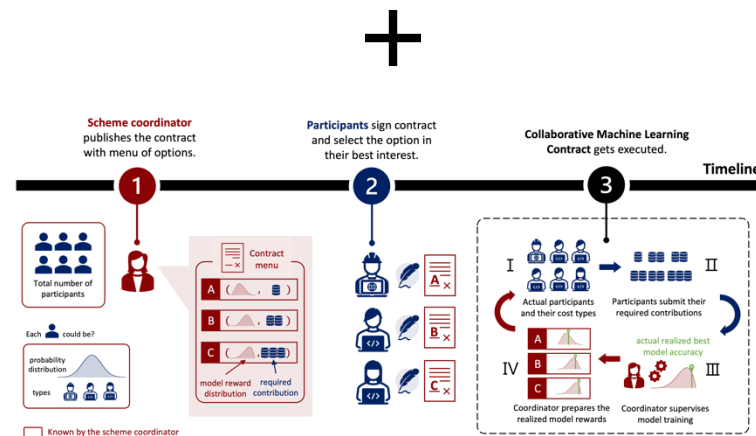 Scheme coordinator
publishes the contract
with menu of options.
Participants sign contract
and select the option in
their best interest.
Collaborative Machine Learning
Contract gets executed.
Timeline
1
2
3
Total number of
participants
Contract
menu
A ( , )
B ( , )
C ( , )
model reward
distribution
required
contribution
Each could be?
probability
distribution
types
Known by the scheme coordinator
A
B
C
I
Actual participants
and their cost types
II
Participants submit their
required contributions
actual realized best
model accuracy
III
Coordinator supervises
model training
IV
A
B
C
Coordinator prepares the
realized model rewards